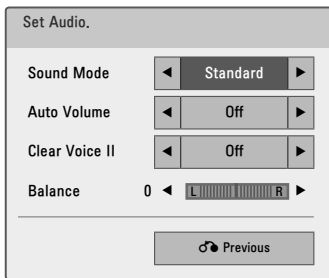 Set Audio.
Sound Mode ◀ Standard ▶
Auto Volume ◀ Off ▶
Clear Voice II ◀ Off ▶
Balance 0 ◀ L R ▶
Previous